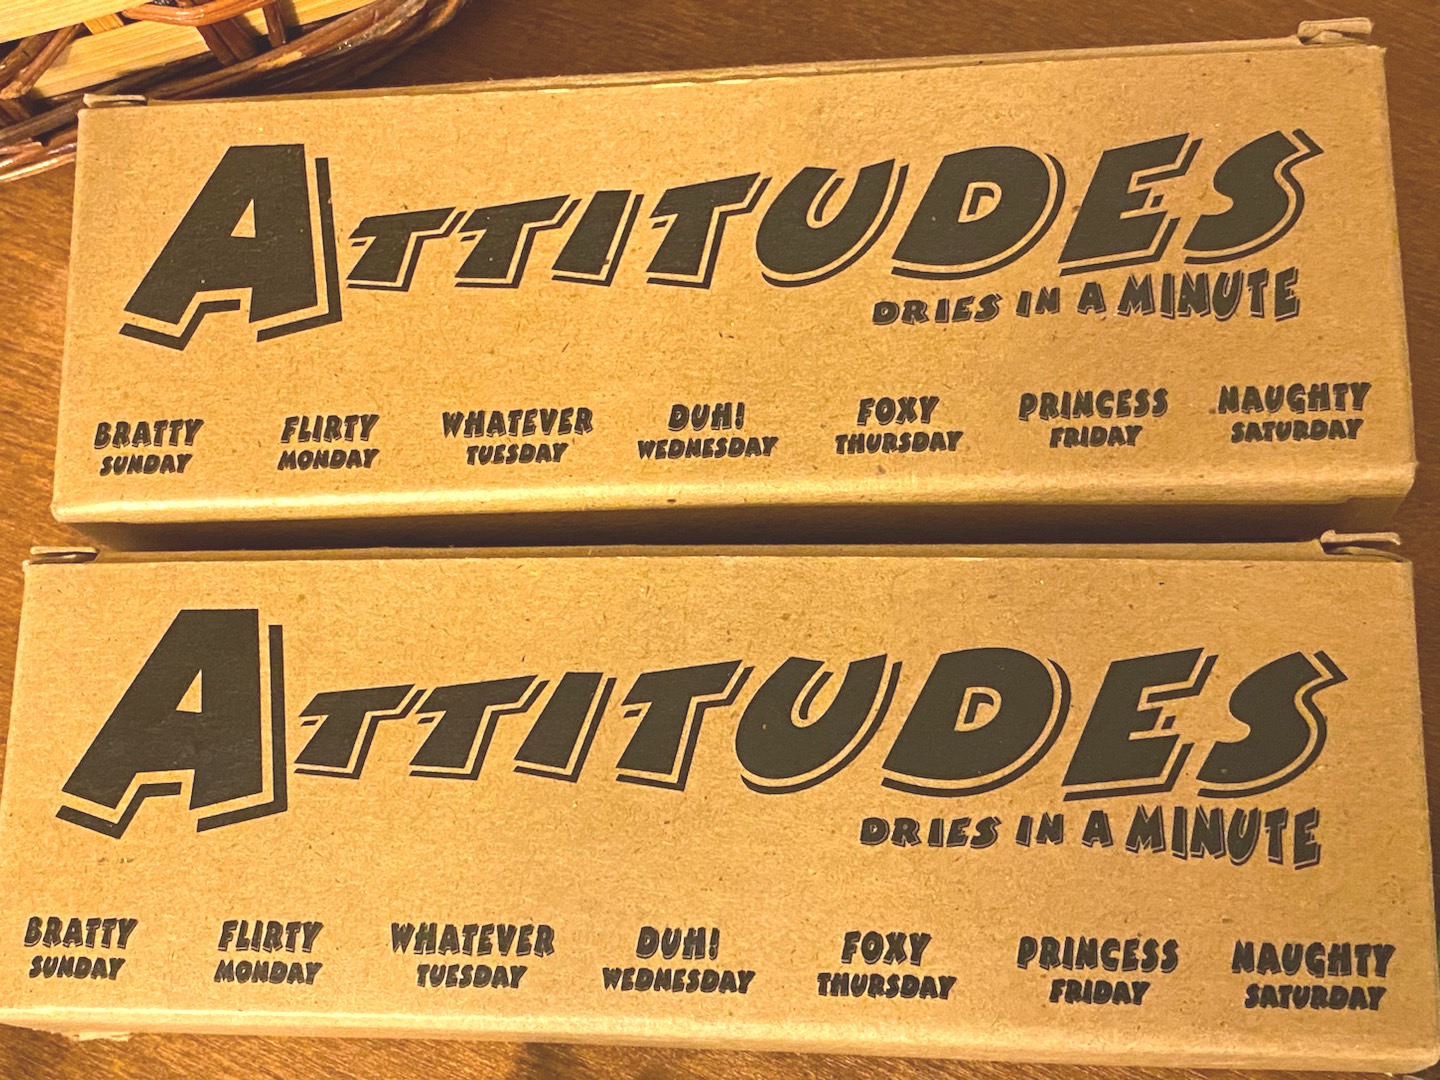 ATTITUDES
DRIES IN A MINUTE
BRATTY SUNDAY
FLIRTY MONDAY
WHATEVER TUESDAY
DUH! WEDNESDAY
FOXY THURSDAY
PRINCESS FRIDAY
NAUGHTY SATURDAY
ATTITUDES
DRIES IN A MINUTE
BRATTY SUNDAY
FLIRTY MONDAY
WHATEVER TUESDAY
DUH! WEDNESDAY
FOXY THURSDAY
PRINCESS FRIDAY
NAUGHTY SATURDAY